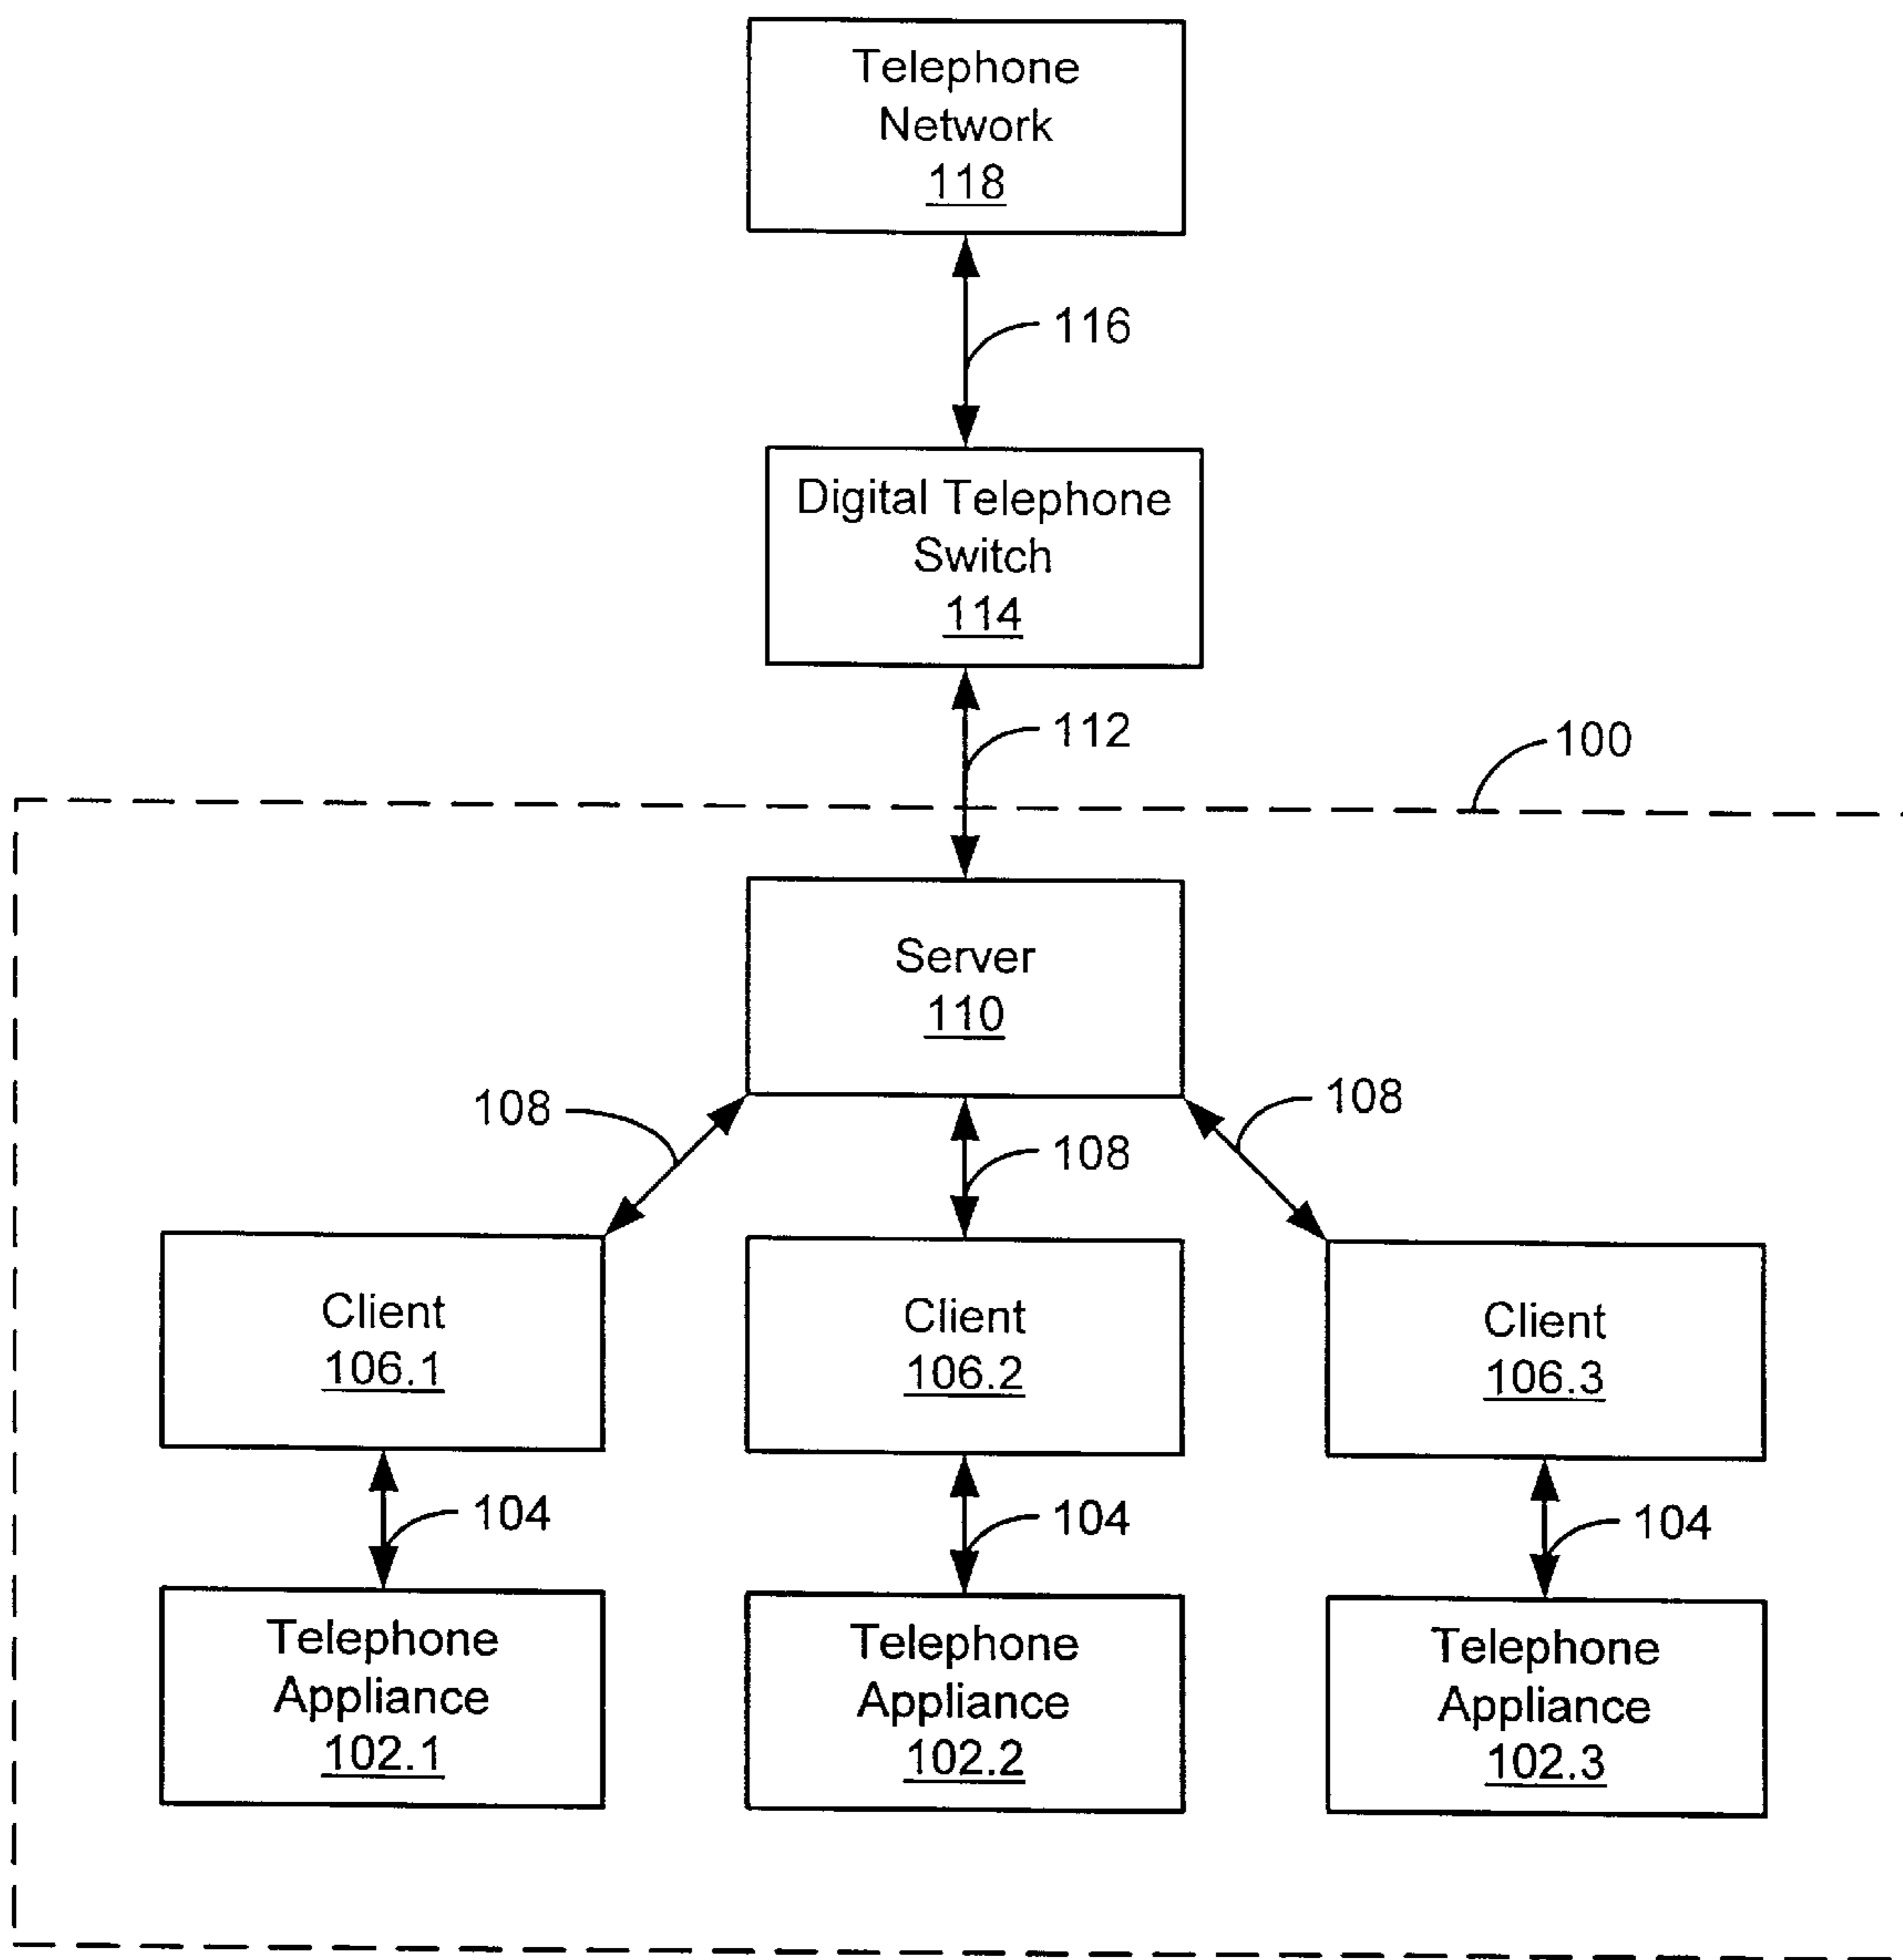 Telephone
Network
118
116
Digital Telephone
Switch
114
112
100
Server
110
108
108
108
Client
106.1
Client
106.2
Client
106.3
104
104
104
Telephone
Appliance
102.1
Telephone
Appliance
102.2
Telephone
Appliance
102.3